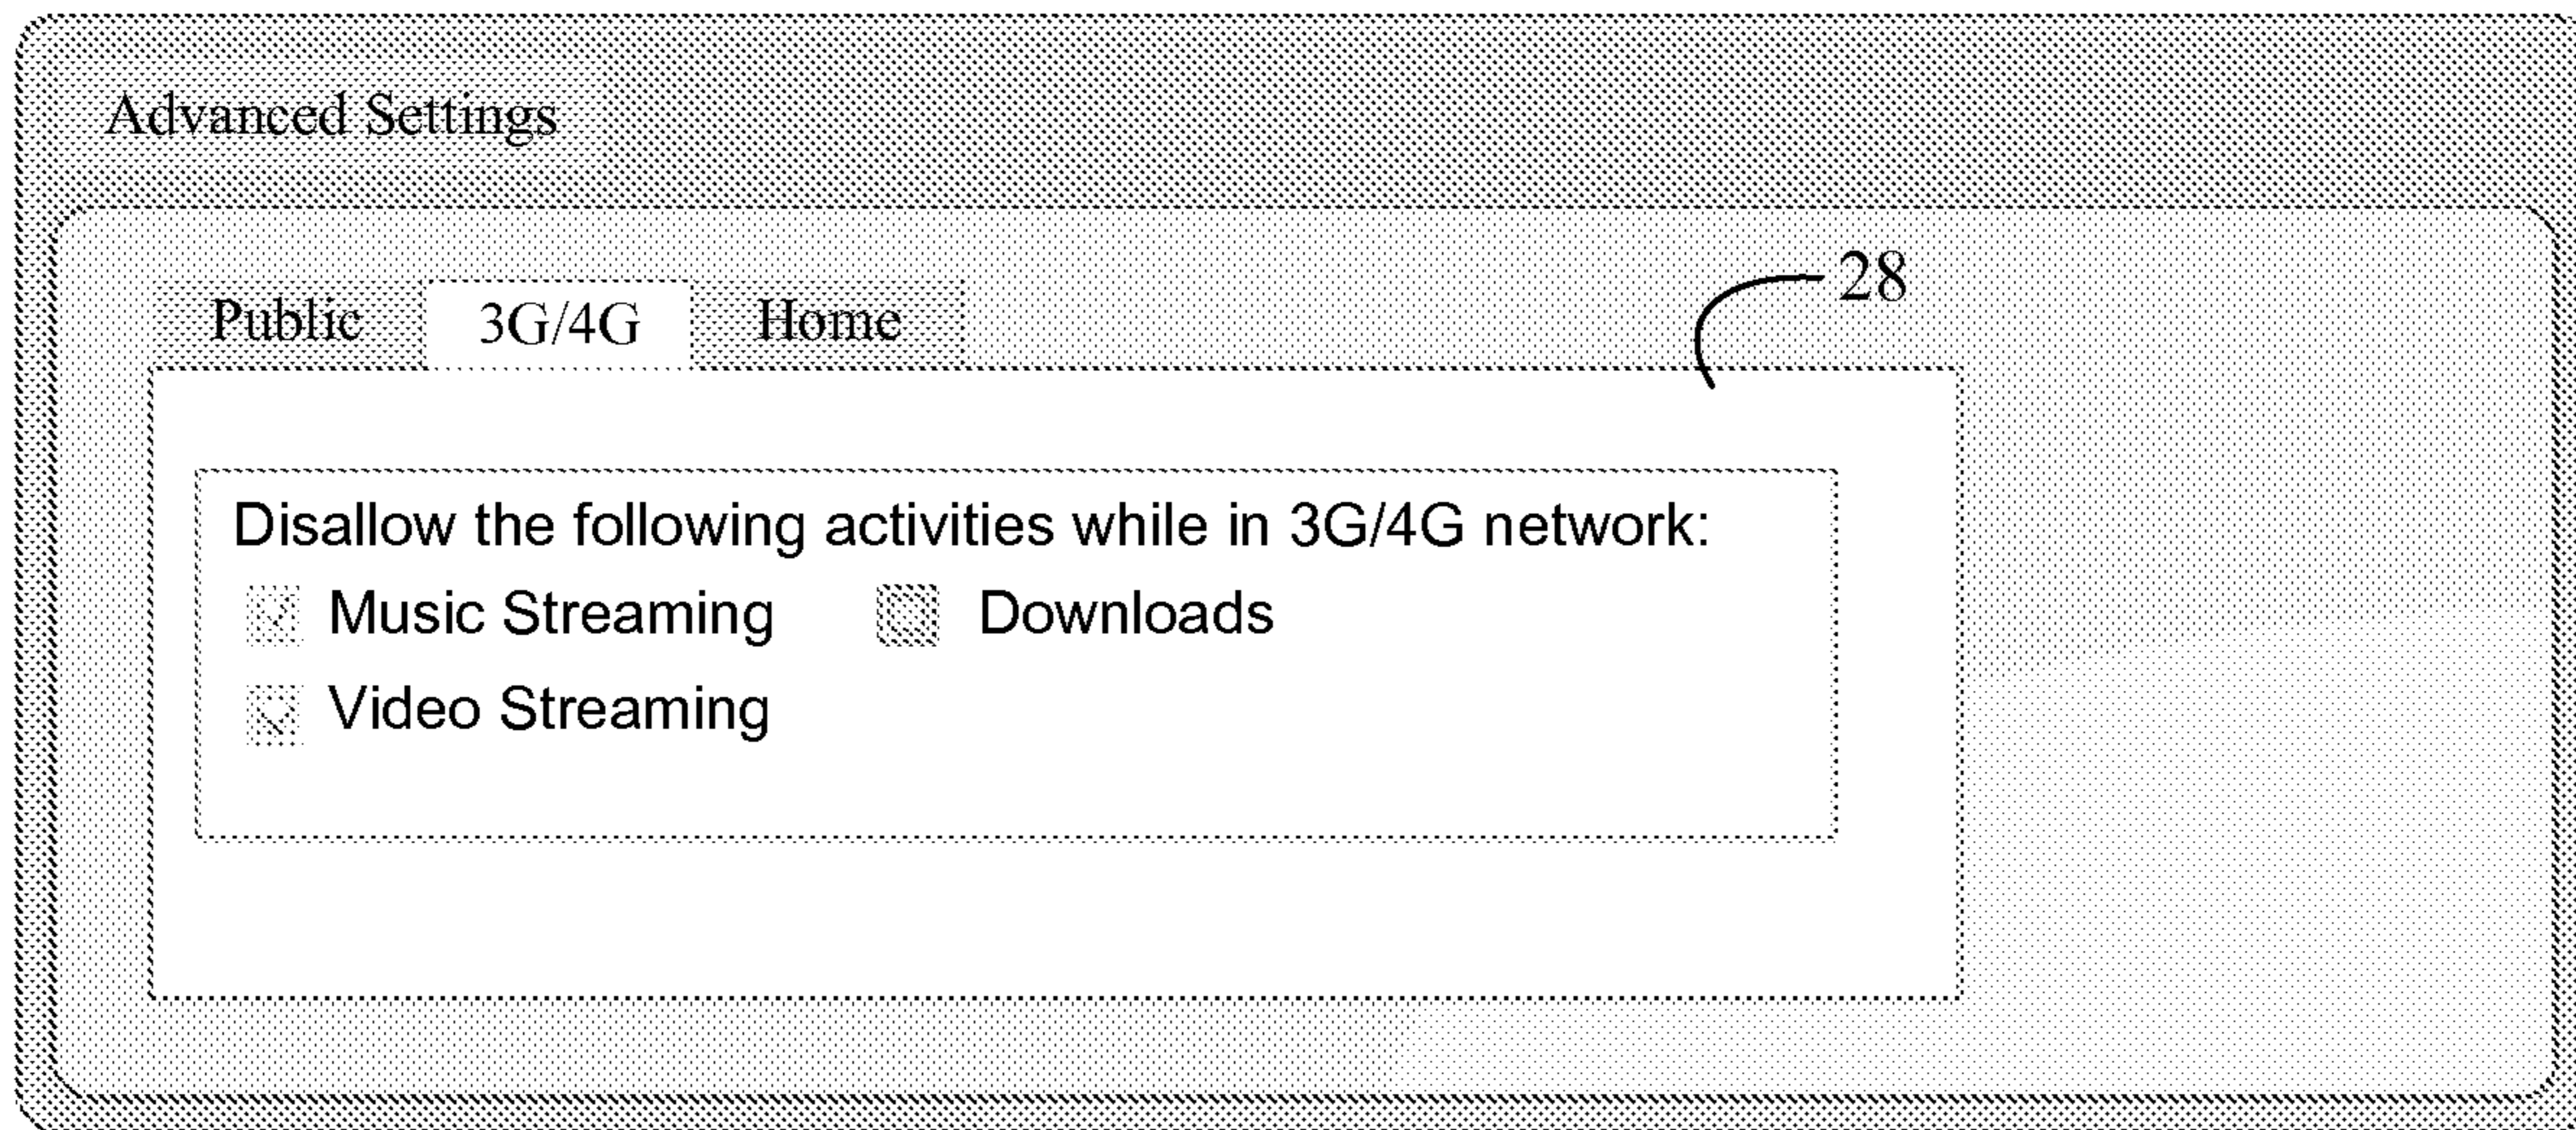 Advanced Settings
28
Public 3G/4G Home
Disallow the following activities while in 3G/4G network:
Music Streaming Downloads
Video Streaming